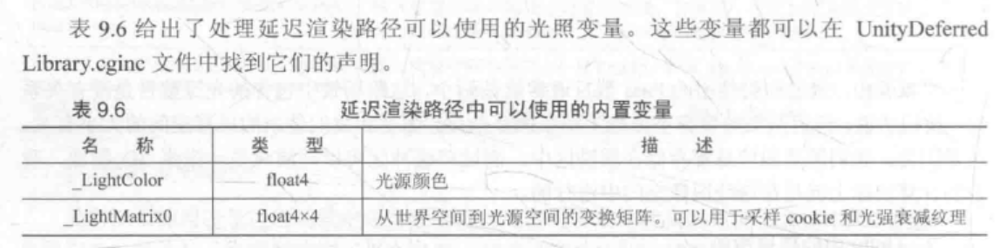 表 9.6 给出了处理延迟渲染路径可以使用的光照变量。这些变量都可以在 UnityDeferred
Library.cginc 文件中找到它们的声明。
表 9.6 延迟渲染路径中可以使用的内置变量
名 称 类 型 描 述
_LightColor float4 光源颜色
_LightMatrix0 float4×4 从世界空间到光源空间的变换矩阵。可以用于采样 cookie 和光强衰减纹理